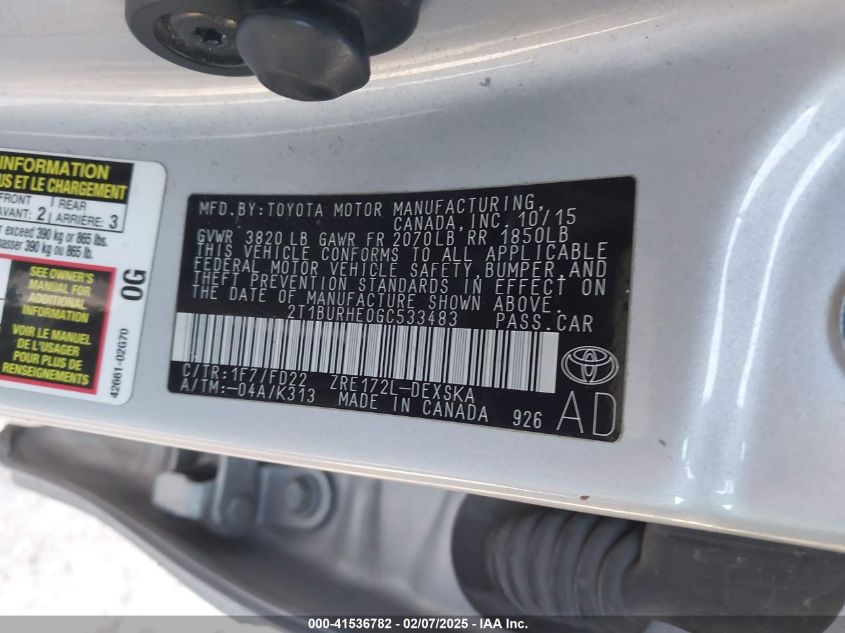 INFORMATION
US ET LE CHARGEMENT
FRONT
AVANT: 2
REAR
ARRIÈRE: 3
exceed 390 kg or 865 lbs.
passer 390 kg ou 865 lb.
SEE OWNER'S
MANUAL FOR
ADDITIONAL
INFORMATION
VOIR LE MANUEL
DE L'USAGER
POUR PLUS DE
RENSEIGNEMENTS
0G
42661-02G70
MFD.BY:TOYOTA MOTOR MANUFACTURING,
CANADA, INC. 10/15
GVWR 3820 LB GAWR FR 2070LB RR 1850LB
THIS VEHICLE CONFORMS TO ALL APPLICABLE
FEDERAL MOTOR VEHICLE SAFETY, BUMPER, AND
THEFT PREVENTION STANDARDS IN EFFECT ON
THE DATE OF MANUFACTURE SHOWN ABOVE.
2T1BURHE0GC533483 PASS.CAR
C/TR:1F7/FD22 ZRE172L-DEXSKA
A/TM:-04A/K313 MADE IN CANADA 926 AD
000-41536782 - 02/07/2025 - IAA Inc.